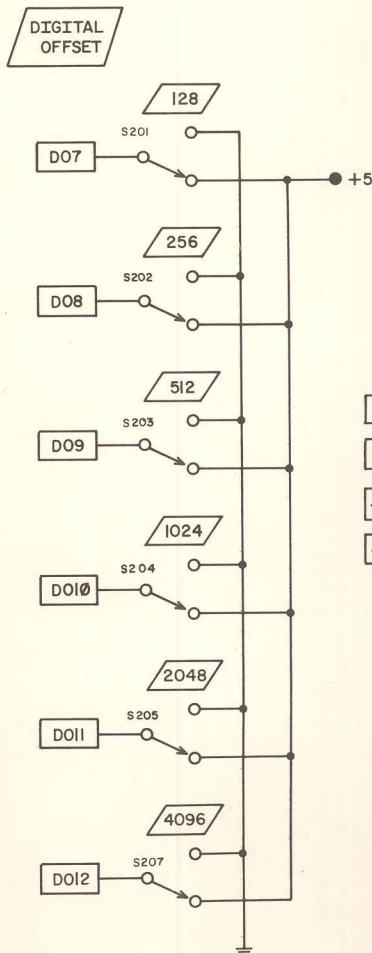 DIGITAL
OFFSET
128
S201
DO7
+5
256
S202
DO8
512
S203
DO9
1024
S204
DO1Ø
2048
S205
DO11
4096
S207
DO12